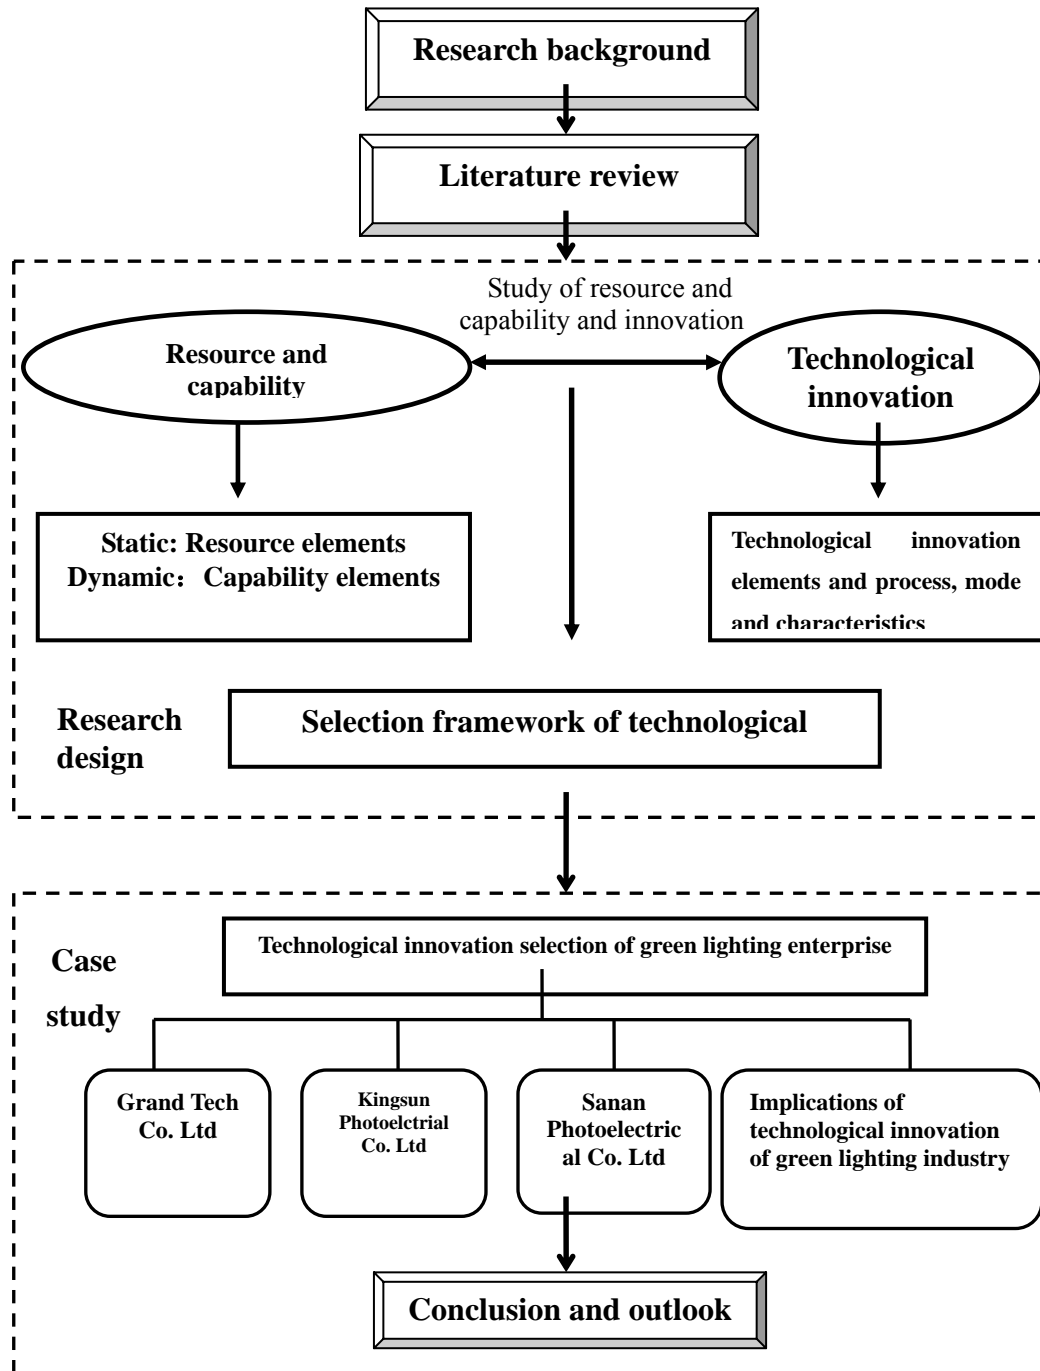 Research background
Literature review
Study of resource and
capability and innovation
Resource and
capability
Technological
innovation
Static: Resource elements
Dynamic： Capability elements
Technological innovation
elements and process, mode
and characteristics
Research
design
Selection framework of technological
Case
study
Technological innovation selection of green lighting enterprise
Grand Tech
Co. Ltd
Kingsun
Photoelctrial
Co. Ltd
Sanan
Photoelectric
al Co. Ltd
Implications of
technological innovation
of green lighting industry
Conclusion and outlook